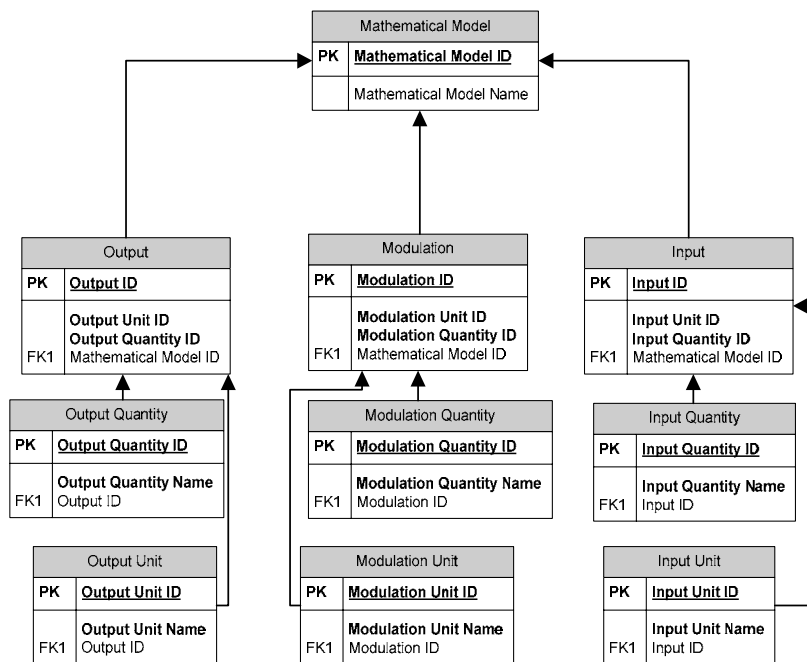 Mathematical Model
PK Mathematical Model ID
Mathematical Model Name
Output
PK Output ID
Output Unit ID
Output Quantity ID
FK1 Mathematical Model ID
Modulation
PK Modulation ID
Modulation Unit ID
Modulation Quantity ID
FK1 Mathematical Model ID
Input
PK Input ID
Input Unit ID
Input Quantity ID
FK1 Mathematical Model ID
Output Quantity
PK Output Quantity ID
Output Quantity Name
FK1 Output ID
Modulation Quantity
PK Modulation Quantity ID
Modulation Quantity Name
FK1 Modulation ID
Input Quantity
PK Input Quantity ID
Input Quantity Name
FK1 Input ID
Output Unit
PK Output Unit ID
Output Unit Name
FK1 Output ID
Modulation Unit
PK Modulation Unit ID
Modulation Unit Name
FK1 Modulation ID
Input Unit
PK Input Unit ID
Input Unit Name
FK1 Input ID